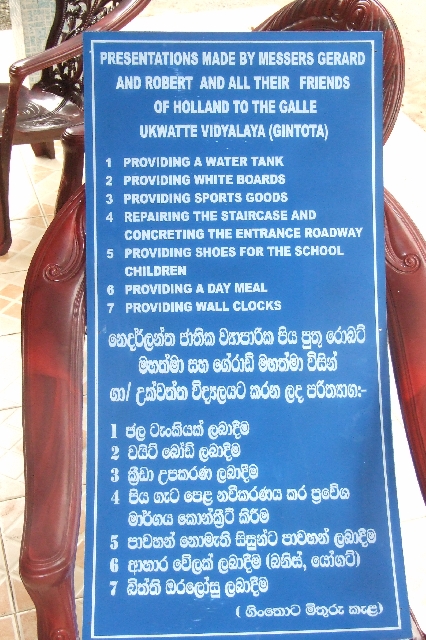 PRESENTATIONS MADE BY MESSERS GERARD
AND ROBERT AND ALL THEIR FRIENDS
OF HOLLAND TO THE GALLE
UKWATTE VIDYALAYA (GINTOTA)
1 PROVIDING A WATER TANK
2 PROVIDING WHITE BOARDS
3 PROVIDING SPORTS GOODS
4 REPAIRING THE STAIRCASE AND
CONCRETING THE ENTRANCE ROADWAY
5 PROVIDING SHOES FOR THE SCHOOL
CHILDREN
6 PROVIDING A DAY MEAL
7 PROVIDING WALL CLOCKS
නෙදර්ලන්ත ජාතික ව්‍යාපාරික පිය පුතු රොබට්
මහත්මා සහ ගේරාඩ් මහත්මා විසින්
ගා/ උක්වත්ත විද්‍යලයට කරන ලද පරිත්‍යාග:-
1 ජල ටැංකියක් ලබාදීම
2 වයිට් බෝඩ් ලබාදීම
3 ක්‍රීඩා උපකරණ ලබාදීම
4 පිය ගැට පෙළ නවීකරණය කර ප්‍රවේශ
මාර්ගය කොන්ක්‍රීට් කිරීම
5 පාවහන් නොමැති සිසුන්ට පාවහන් ලබාදීම
6 ආහාර වේලක් ලබාදීම (බනිස්, යෝගට්)
7 බිත්ති ඔරලෝසු ලබාදීම
( ගිංතොට මිතුරු කැළ )